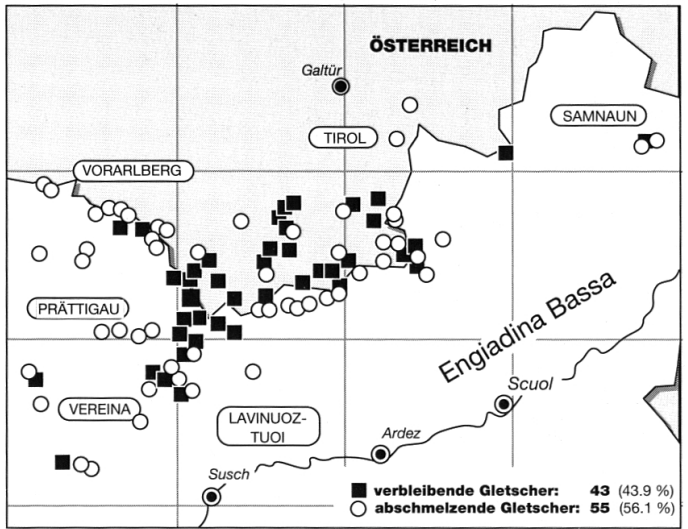 ÖSTERREICH
Galtür
SAMNAUN
TIROL
VORARLBERG
PRÄTTIGAU
Engiadina Bassa
Scuol
VEREINA
LAVINUOZ-
TUOI
Ardez
Susch
verbleibende Gletscher: 43 (43.9 %)
abschmelzende Gletscher: 55 (56.1 %)